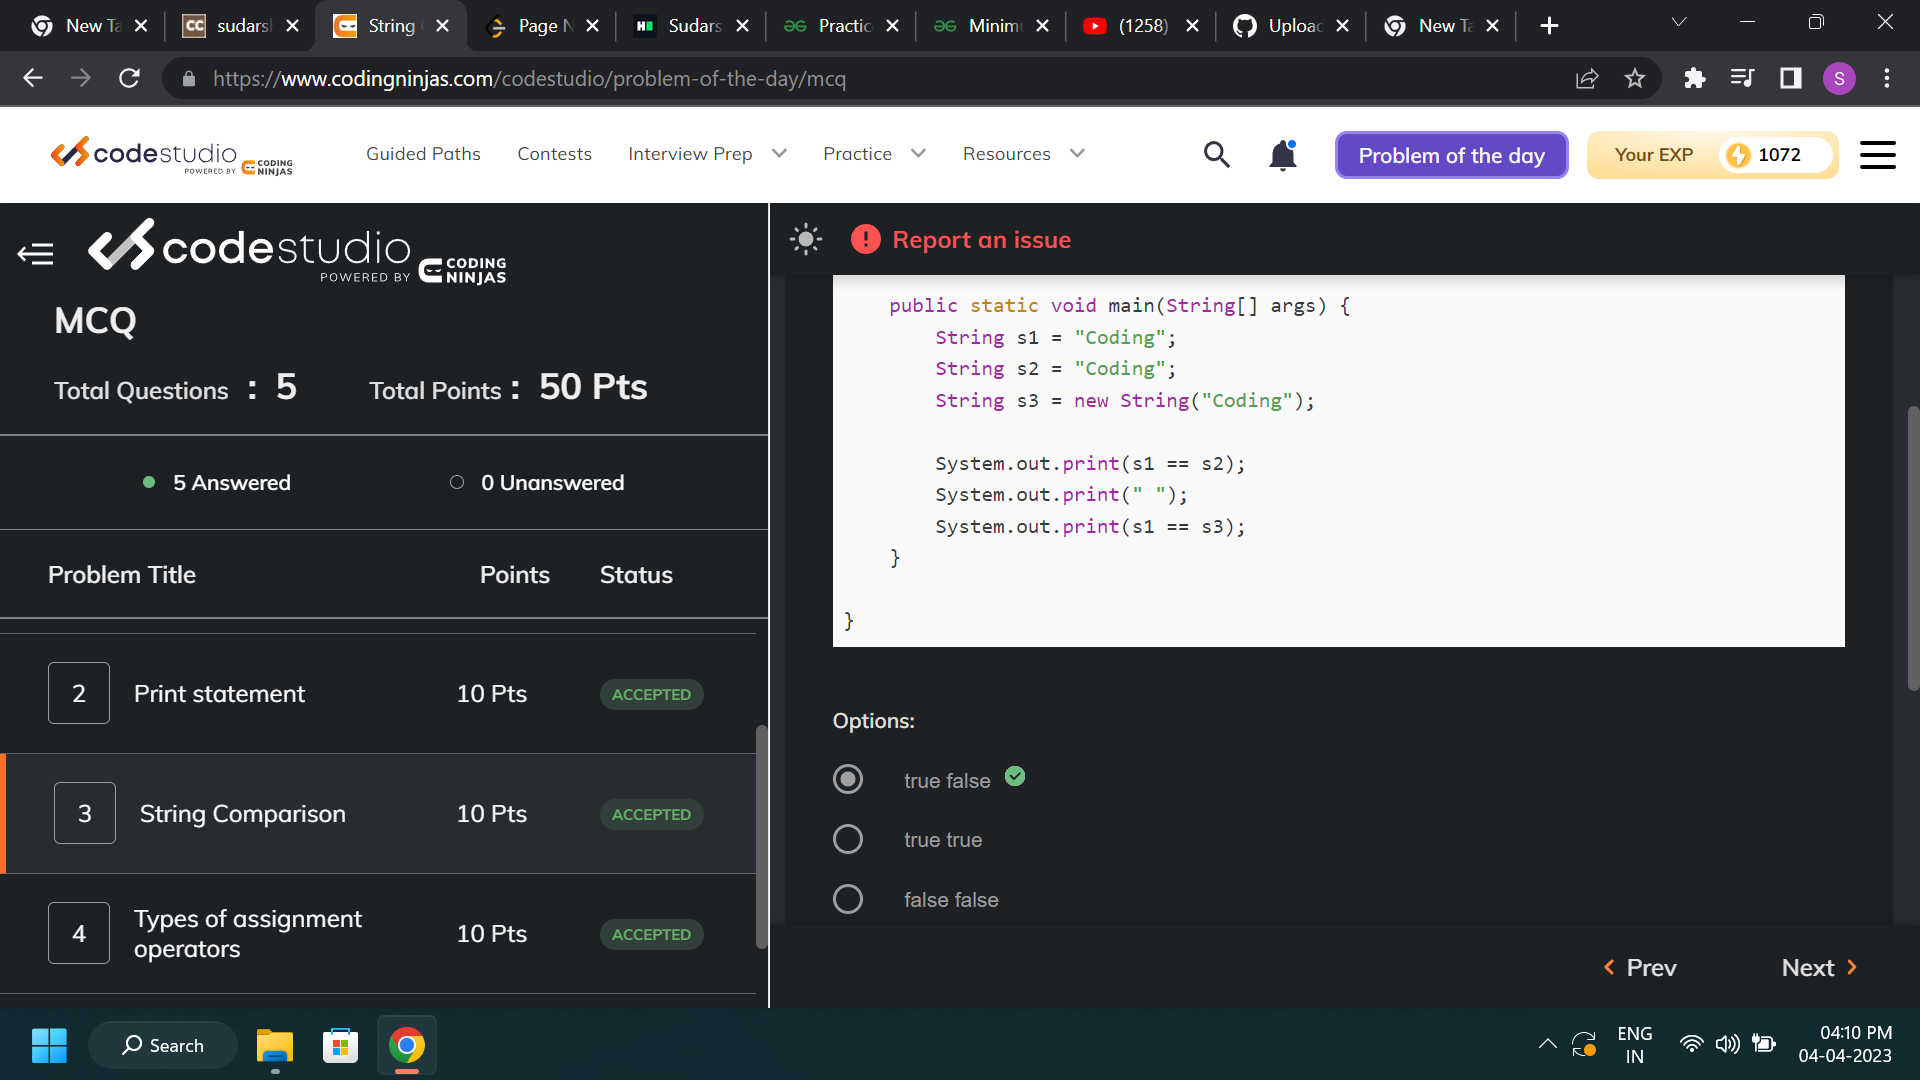 New Ta
sudarsh
String
Page N
Sudars
Practic
Minim
(1258)
Upload
New Ta
https://www.codingninjas.com/codestudio/problem-of-the-day/mcq
S
codestudio
POWERED BY CODING NINJAS
Guided Paths
Contests
Interview Prep
Practice
Resources
Problem of the day
Your EXP
1072
codestudio
POWERED BY CODING NINJAS
Report an issue
MCQ
Total Questions : 5
Total Points : 50 Pts
5 Answered
0 Unanswered
Problem Title Points Status
2 Print statement 10 Pts ACCEPTED
3 String Comparison 10 Pts ACCEPTED
4 Types of assignment
operators 10 Pts ACCEPTED
public static void main(String[] args) {
String s1 = "Coding";
String s2 = "Coding";
String s3 = new String("Coding");
System.out.print(s1 == s2);
System.out.print(" ");
System.out.print(s1 == s3);
}
}
Options:
true false
true true
false false
Prev
Next
Search
ENG
IN
04:10 PM
04-04-2023